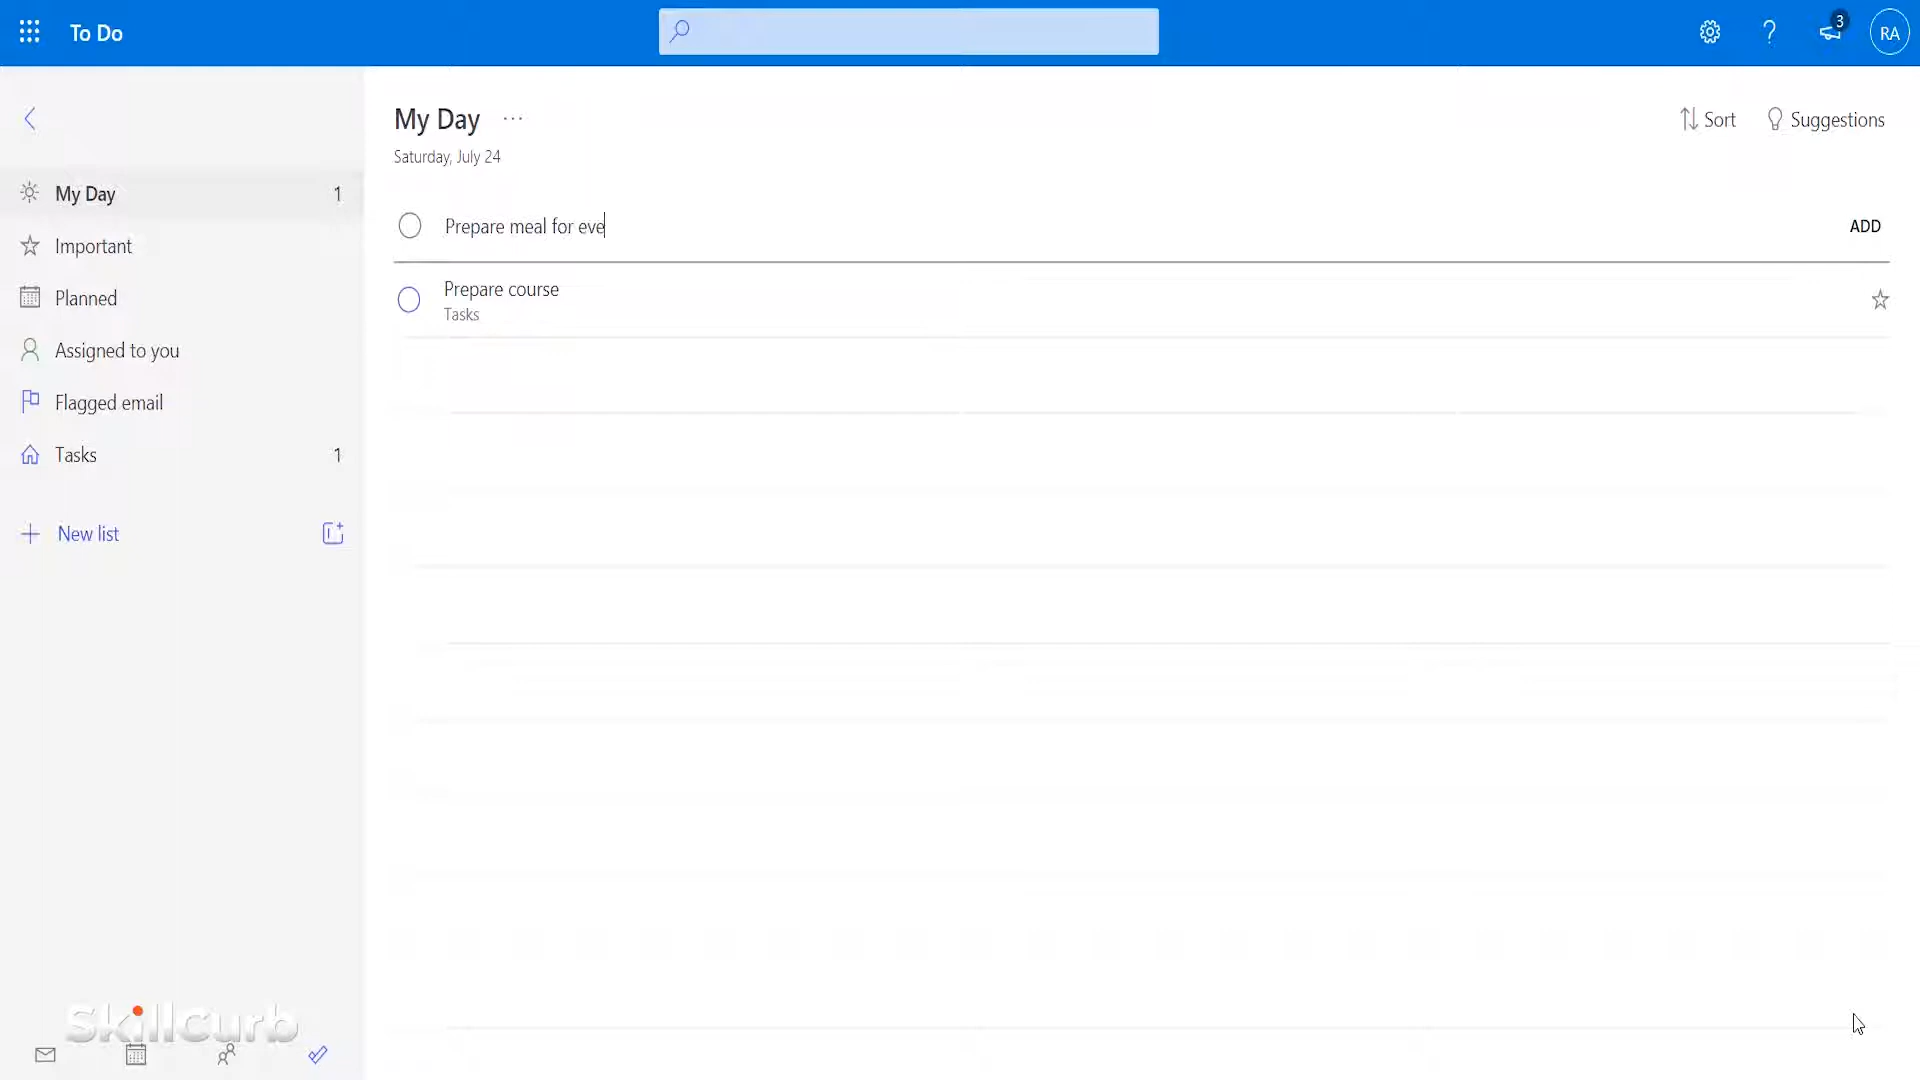 To Do
3
RA
My Day ...
Sort
Suggestions
Saturday, July 24
My Day 1
Important
Planned
Assigned to you
Flagged email
Tasks 1
New list
Prepare meal for eve
ADD
Prepare course
Tasks
Skillcurb